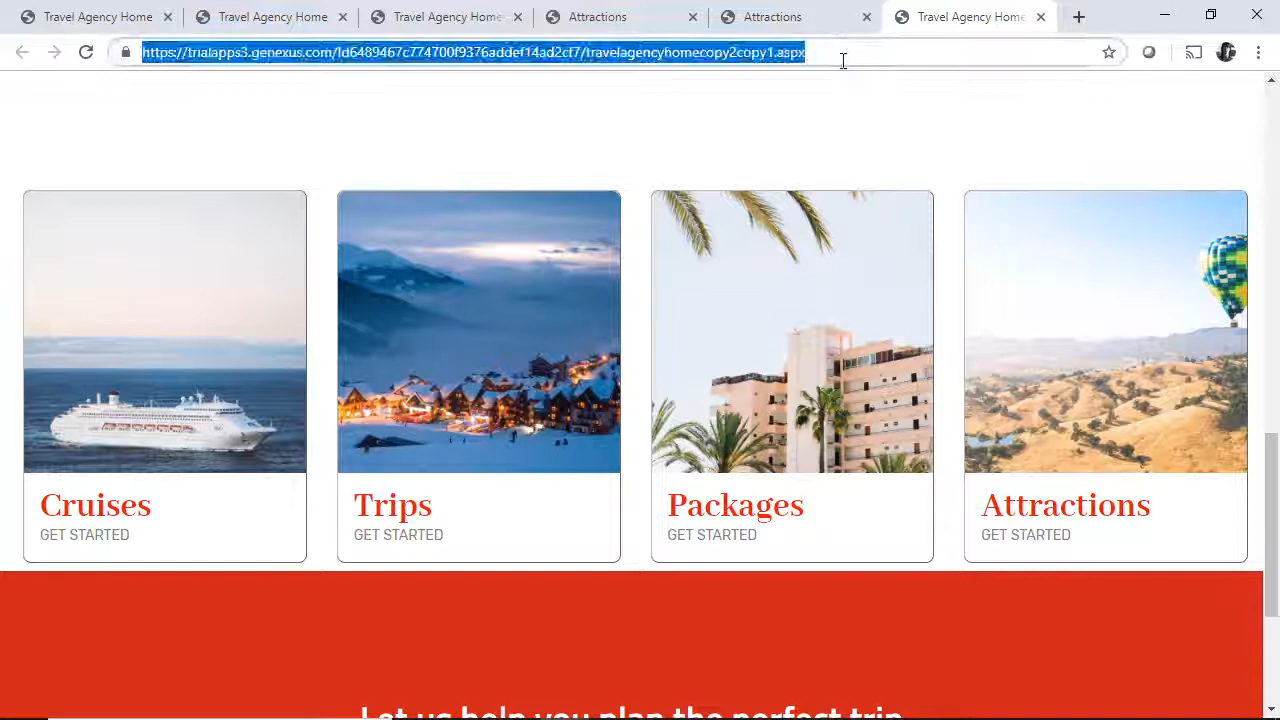 Travel Agency Home
Travel Agency Home
Travel Agency Home
Attractions
Attractions
Travel Agency Home
https://trialapps3.genexus.com/Id6489467c774700f9376addef14ad2cf7/travelagencyhomecopy2copy1.aspx
Cruises
GET STARTED
Trips
GET STARTED
Packages
GET STARTED
Attractions
GET STARTED
Let us help you plan the perfect trip